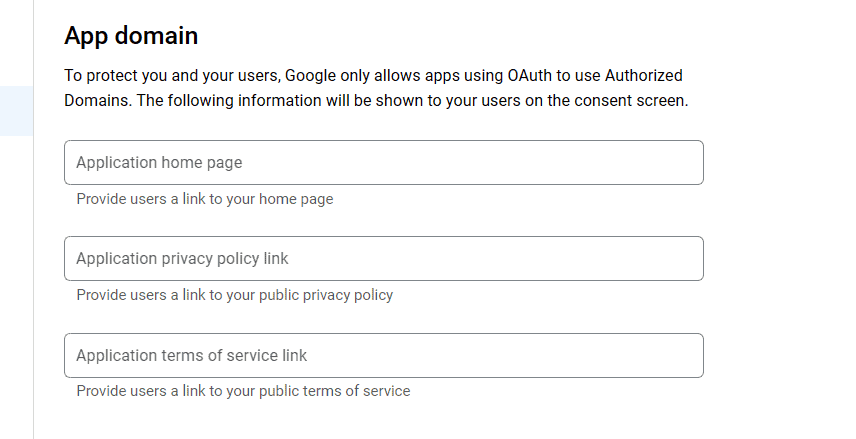 App domain
To protect you and your users, Google only allows apps using OAuth to use Authorized
Domains. The following information will be shown to your users on the consent screen.
Application home page
Provide users a link to your home page
Application privacy policy link
Provide users a link to your public privacy policy
Application terms of service link
Provide users a link to your public terms of service